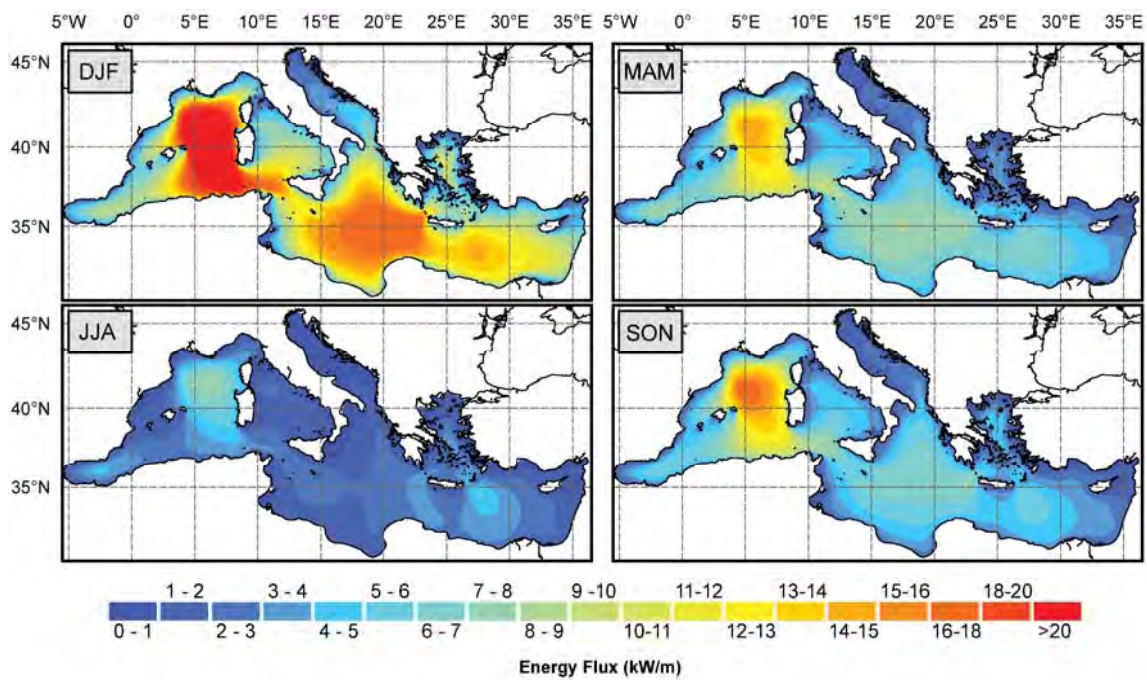 5°W 0° 5°E 10°E 15°E 20°E 25°E 30°E 35°E 5°W 0° 5°E 10°E 15°E 20°E 25°E 30°E 35°E
45°N DJF MAM
40°N
35°N
45°N JJA SON
40°N
35°N
1 - 2 3 - 4 5 - 6 7 - 8 9 - 10 11-12 13-14 15-16 18-20
0 - 1 2 - 3 4 - 5 6 - 7 8 - 9 10-11 12-13 14-15 16-18 >20
Energy Flux (kW/m)